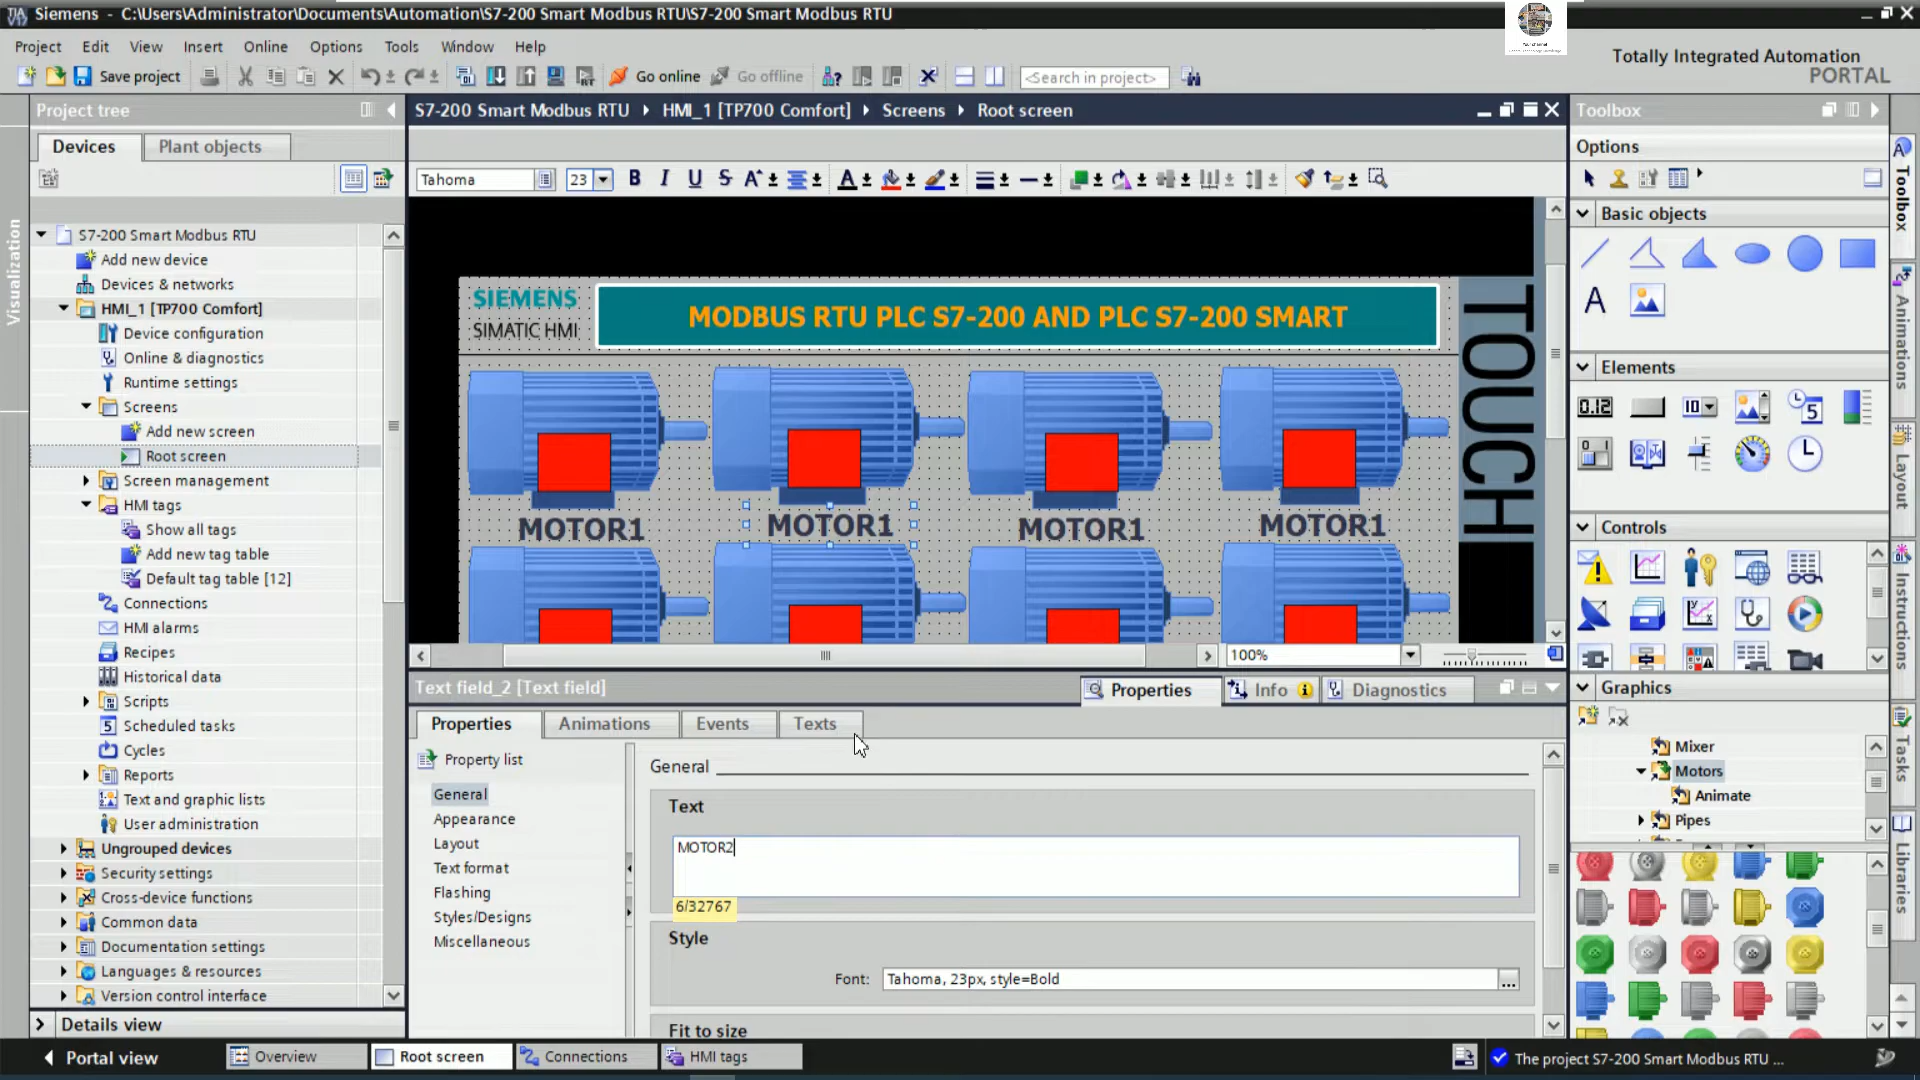 Siemens - C:\Users\Administrator\Documents\Automation\S7-200 Smart Modbus RTU\S7-200 Smart Modbus RTU
Project Edit View Insert Online Options Tools Window Help
Totally Integrated Automation
PORTAL
Save project
Go online
Go offline
<Search in project>
Project tree
S7-200 Smart Modbus RTU HMI_1 [TP700 Comfort] Screens Root screen
Toolbox
Devices
Plant objects
Options
Tahoma
23
B I U S A
Visualization
S7-200 Smart Modbus RTU
Add new device
Devices & networks
HMI_1 [TP700 Comfort]
Device configuration
Online & diagnostics
Runtime settings
Screens
Add new screen
Root screen
Screen management
HMI tags
Show all tags
Add new tag table
Default tag table [12]
Connections
HMI alarms
Recipes
Historical data
Scripts
Scheduled tasks
Cycles
Reports
Text and graphic lists
User administration
Ungrouped devices
Security settings
Cross-device functions
Common data
Documentation settings
Languages & resources
Version control interface
Details view
SIEMENS
SIMATIC HMI
MODBUS RTU PLC S7-200 AND PLC S7-200 SMART
TOUCH
MOTOR1
MOTOR1
MOTOR1
MOTOR1
100%
Text field_2 [Text field]
Properties
Info
Diagnostics
Properties
Animations
Events
Texts
Property list
General
Appearance
Layout
Text format
Flashing
Styles/Designs
Miscellaneous
General
Text
MOTOR2
6/32767
Style
Font:
Tahoma, 23px, style=Bold
...
Fit to size
Basic objects
A
Elements
0.12
10
5
Controls
Graphics
Mixer
Motors
Animate
Pipes
Toolbox
Animations
Layout
Instructions
Tasks
Libraries
Portal view
Overview
Root screen
Connections
HMI tags
The project S7-200 Smart Modbus RTU ...